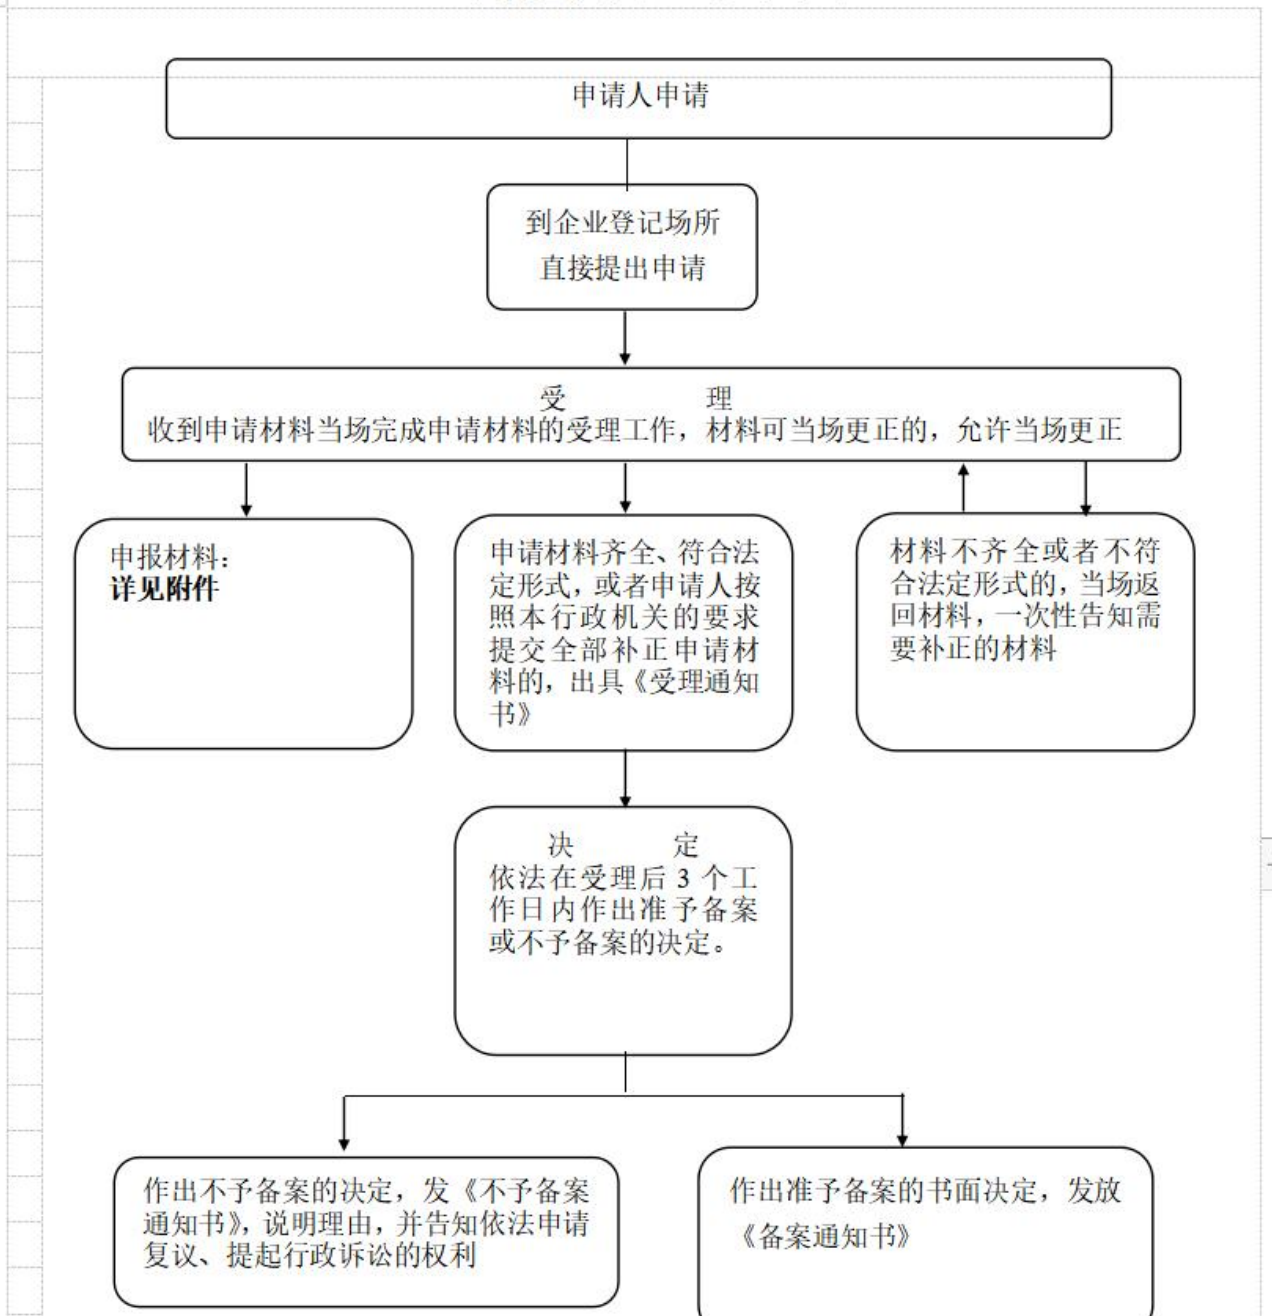 申请人申请
到企业登记场所
直接提出申请
受 理
收到申请材料当场完成申请材料的受理工作，材料可当场更正的，允许当场更正
申报材料：
详见附件
申请材料齐全、符合法
定形式，或者申请人按
照本行政机关的要求
提交全部补正申请材
料的，出具《受理通知
书》
材料不齐全或者不符
合法定形式的，当场返
回材料，一次性告知需
要补正的材料
决 定
依法在受理后 3 个工
作日内作出准予备案
或不予备案的决定。
作出不予备案的决定，发《不予备案
通知书》，说明理由，并告知依法申请
复议、提起行政诉讼的权利
作出准予备案的书面决定，发放
《备案通知书》